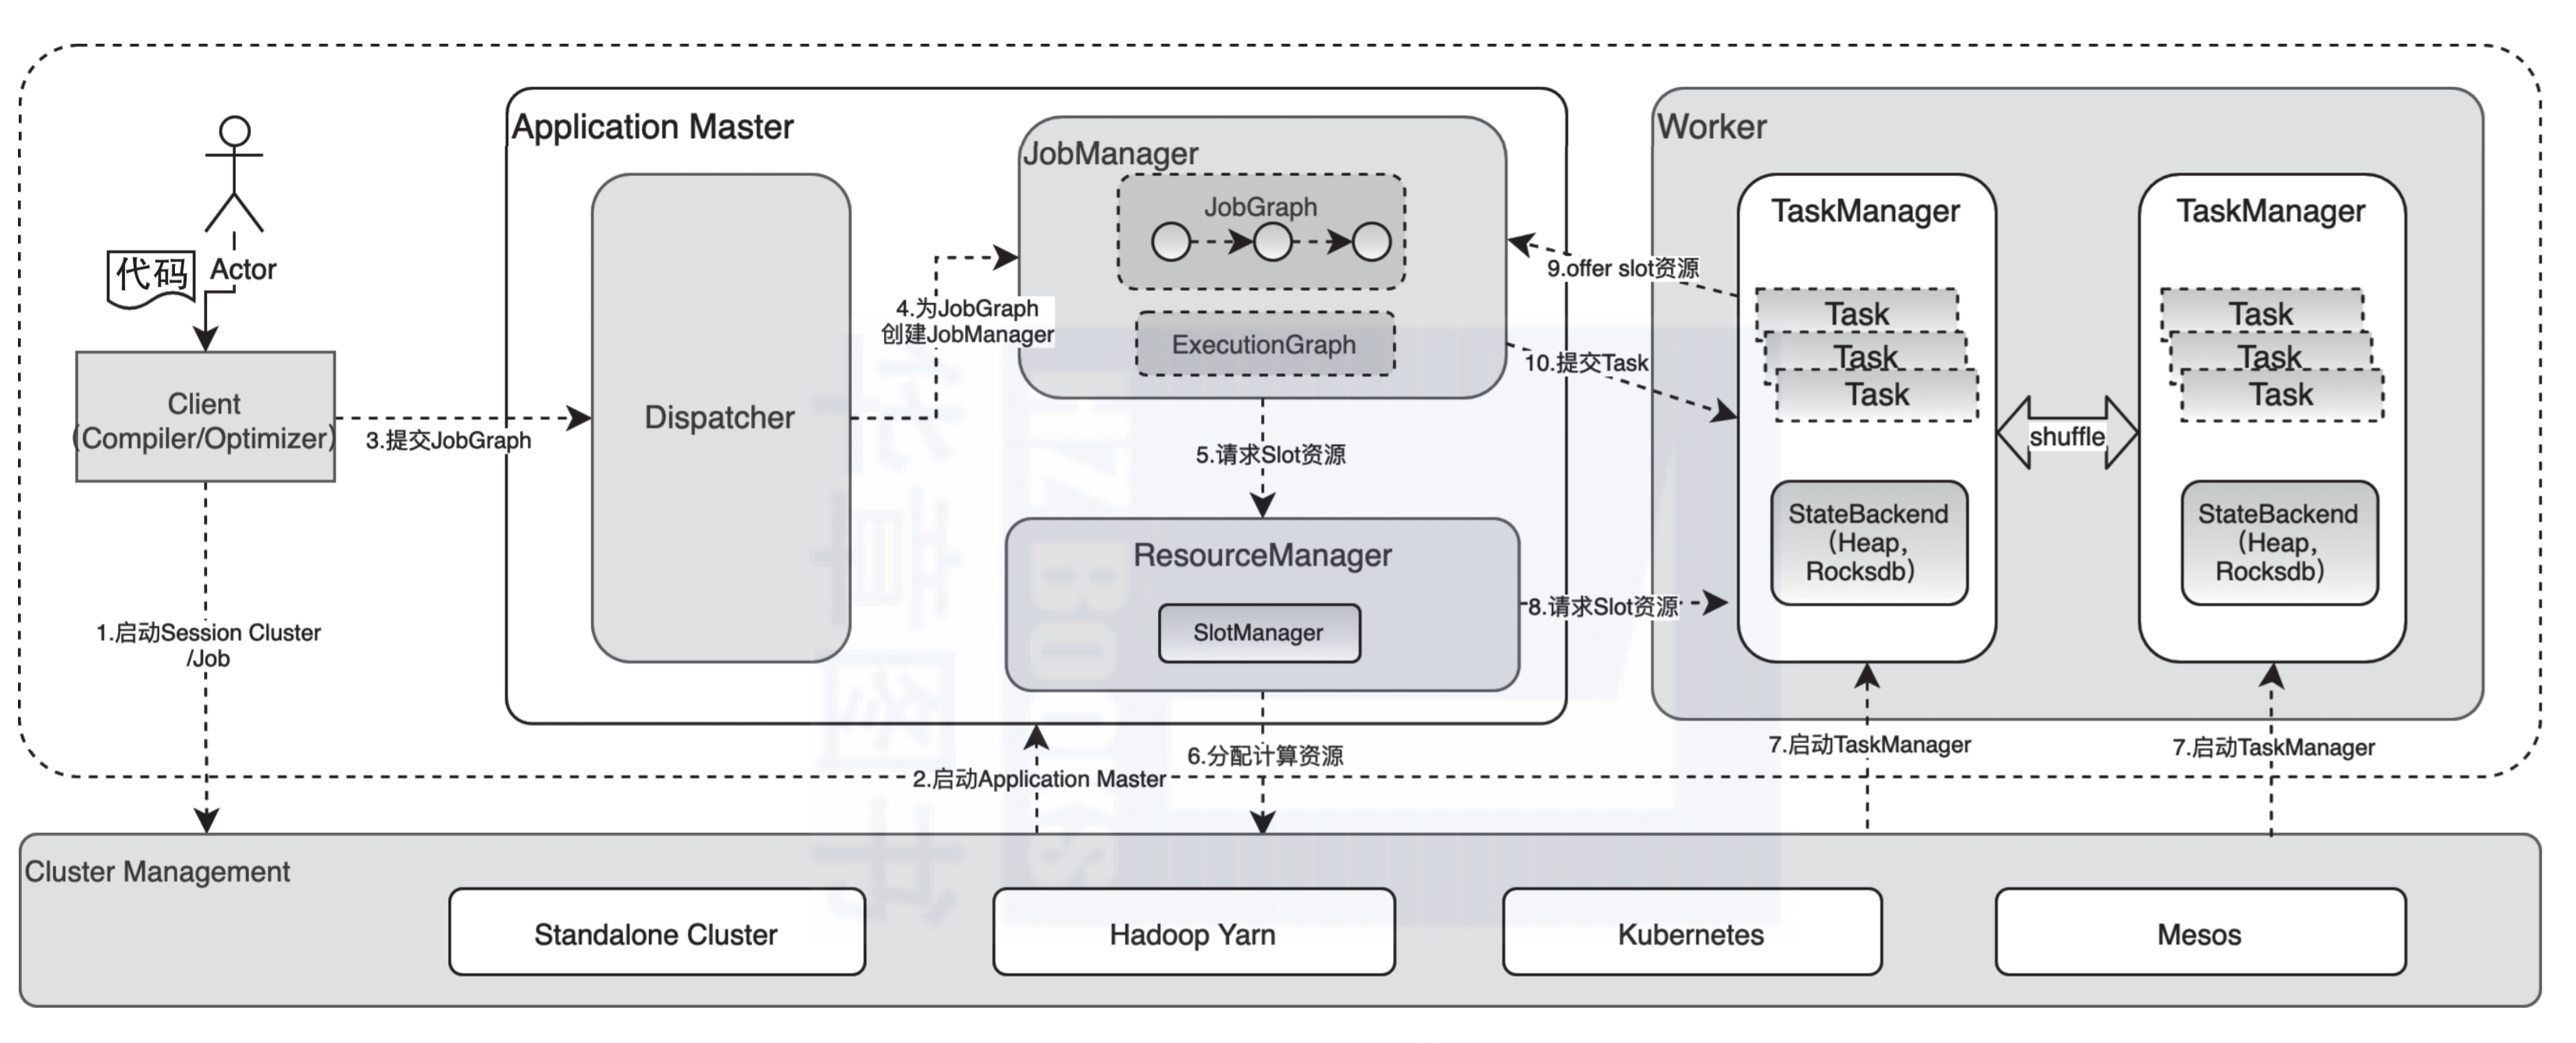 Application Master
Worker
JobManager
TaskManager
TaskManager
JobGraph
代码
Actor
9.offer slot资源
4.为JobGraph
创建JobManager
Task
Task
Task
Task
Task
Task
ExecutionGraph
10.提交Task
Client
(Compiler/Optimizer)
3.提交JobGraph
Dispatcher
shuffle
5.请求Slot资源
StateBackend
(Heap,
Rocksdb)
StateBackend
(Heap,
Rocksdb)
ResourceManager
8.请求Slot资源
SlotManager
1.启动Session Cluster
/Job
7.启动TaskManager
7.启动TaskManager
6.分配计算资源
2.启动Application Master
Cluster Management
Standalone Cluster
Hadoop Yarn
Kubernetes
Mesos
华章图书
HZ BOOKS